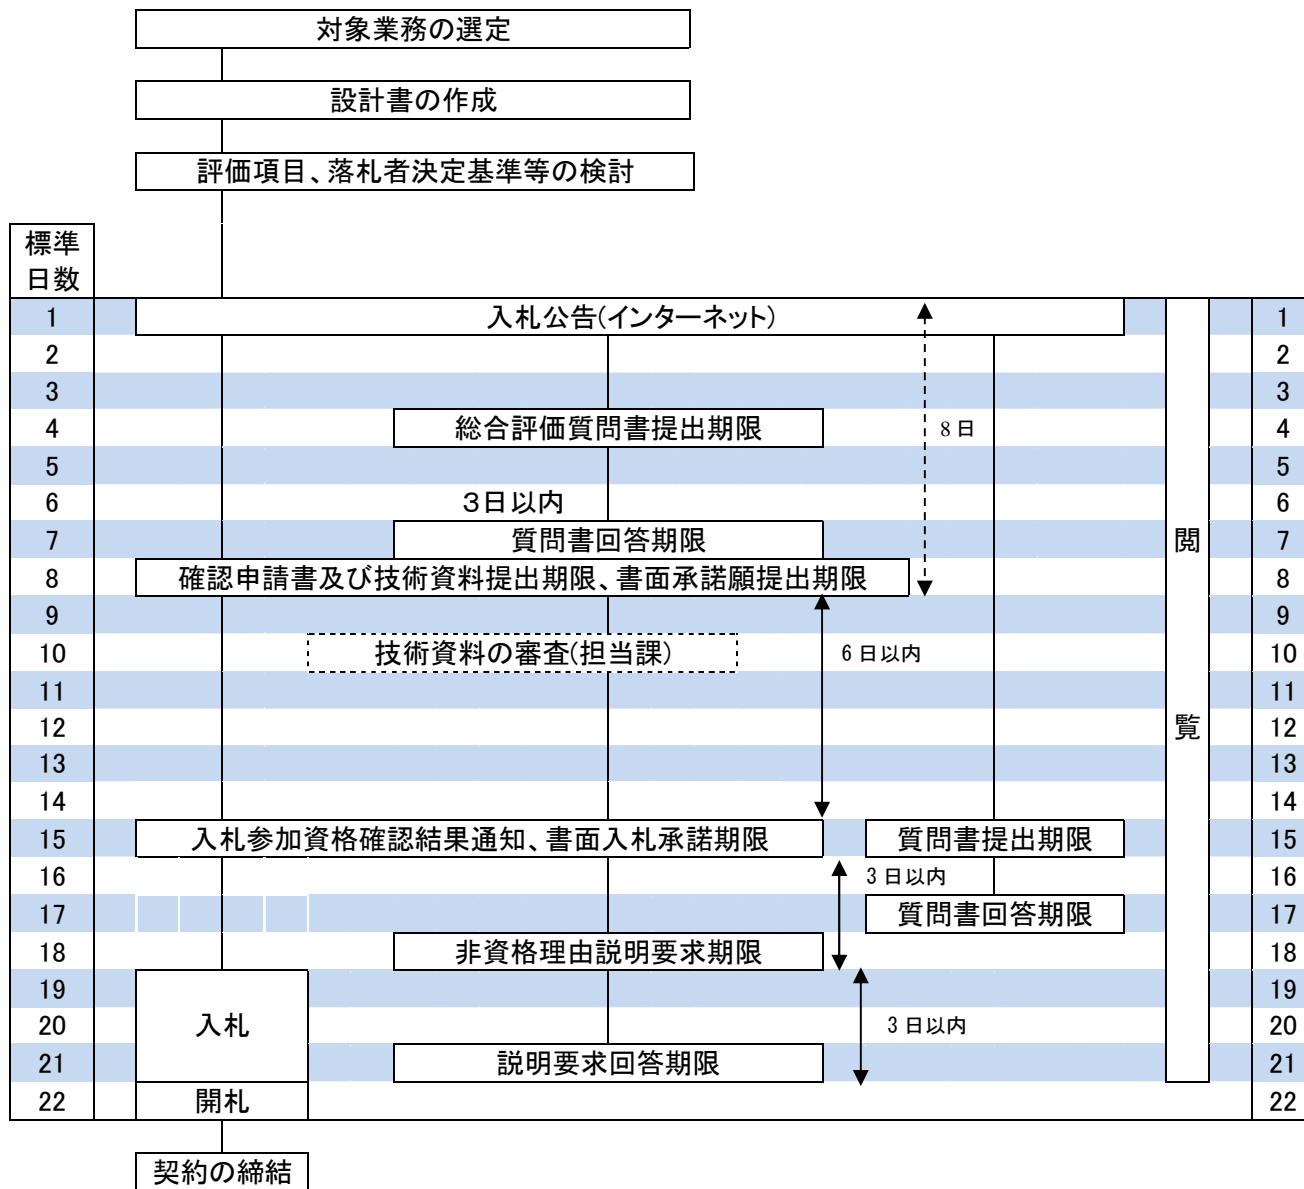 対象業務の選定
設計書の作成
評価項目、落札者決定基準等の検討
標準
日数
1 入札公告(インターネット) 1
2 2
3 3
4 総合評価質問書提出期限 8日 4
5 5
6 3日以内 6
7 質問書回答期限 閲 7
8 確認申請書及び技術資料提出期限、書面承諾願提出期限 8
9 9
10 技術資料の審査(担当課) 6日以内 10
11 11
12 覧 12
13 13
14 14
15 入札参加資格確認結果通知、書面入札承諾期限 質問書提出期限 15
16 3日以内 16
17 質問書回答期限 17
18 非資格理由説明要求期限 18
19 19
20 入札 3日以内 20
21 説明要求回答期限 21
22 開札 22
契約の締結